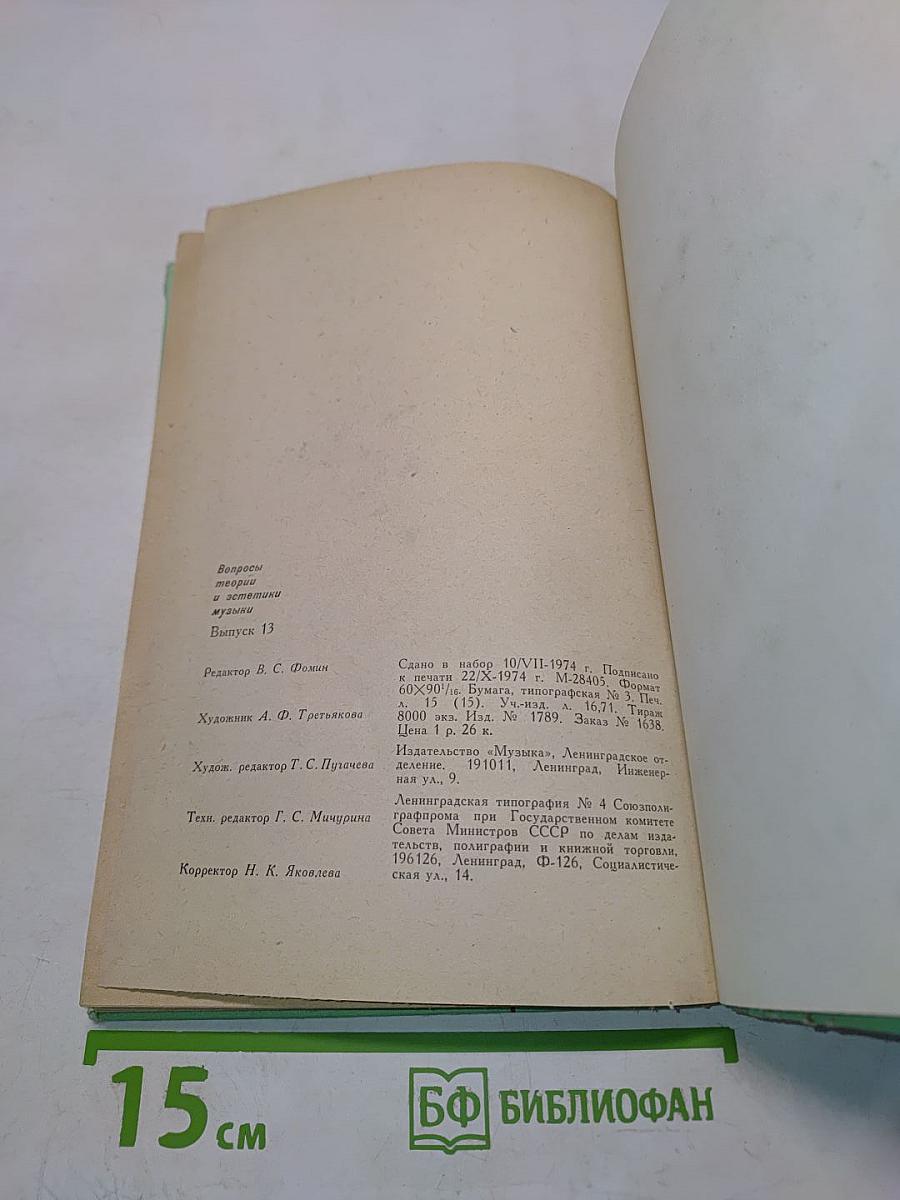 Вопросы
теории
и эстетики
музыки
Выпуск 13
Редактор В. С. Фомин
Художник А. Ф. Третьякова
Худож. редактор Т. С. Пугачева
Техн. редактор Г. С. Мичурина
Корректор Н. К. Яковлева
Сдано в набор 10/VII-1974 г. Подписано
к печати 22/X-1974 г. М-28405. Формат
60X90¹/₁₆. Бумага, типографская № 3. Печ.
л. 15 (15). Уч.-изд. л. 16,71. Тираж
8000 экз. Изд. № 1789. Заказ № 1638.
Цена 1 р. 26 к.
Издательство «Музыка», Ленинградское от-
деление. 191011, Ленинград, Инженер-
ная ул., 9.
Ленинградская типография № 4 Союзполи-
графпрома при Государственном комитете
Совета Министров СССР по делам изда-
тельств, полиграфии и книжной торговли,
196126, Ленинград, Ф-126, Социалистиче-
ская ул., 14.
15 см
БФ БИБЛИОФАН